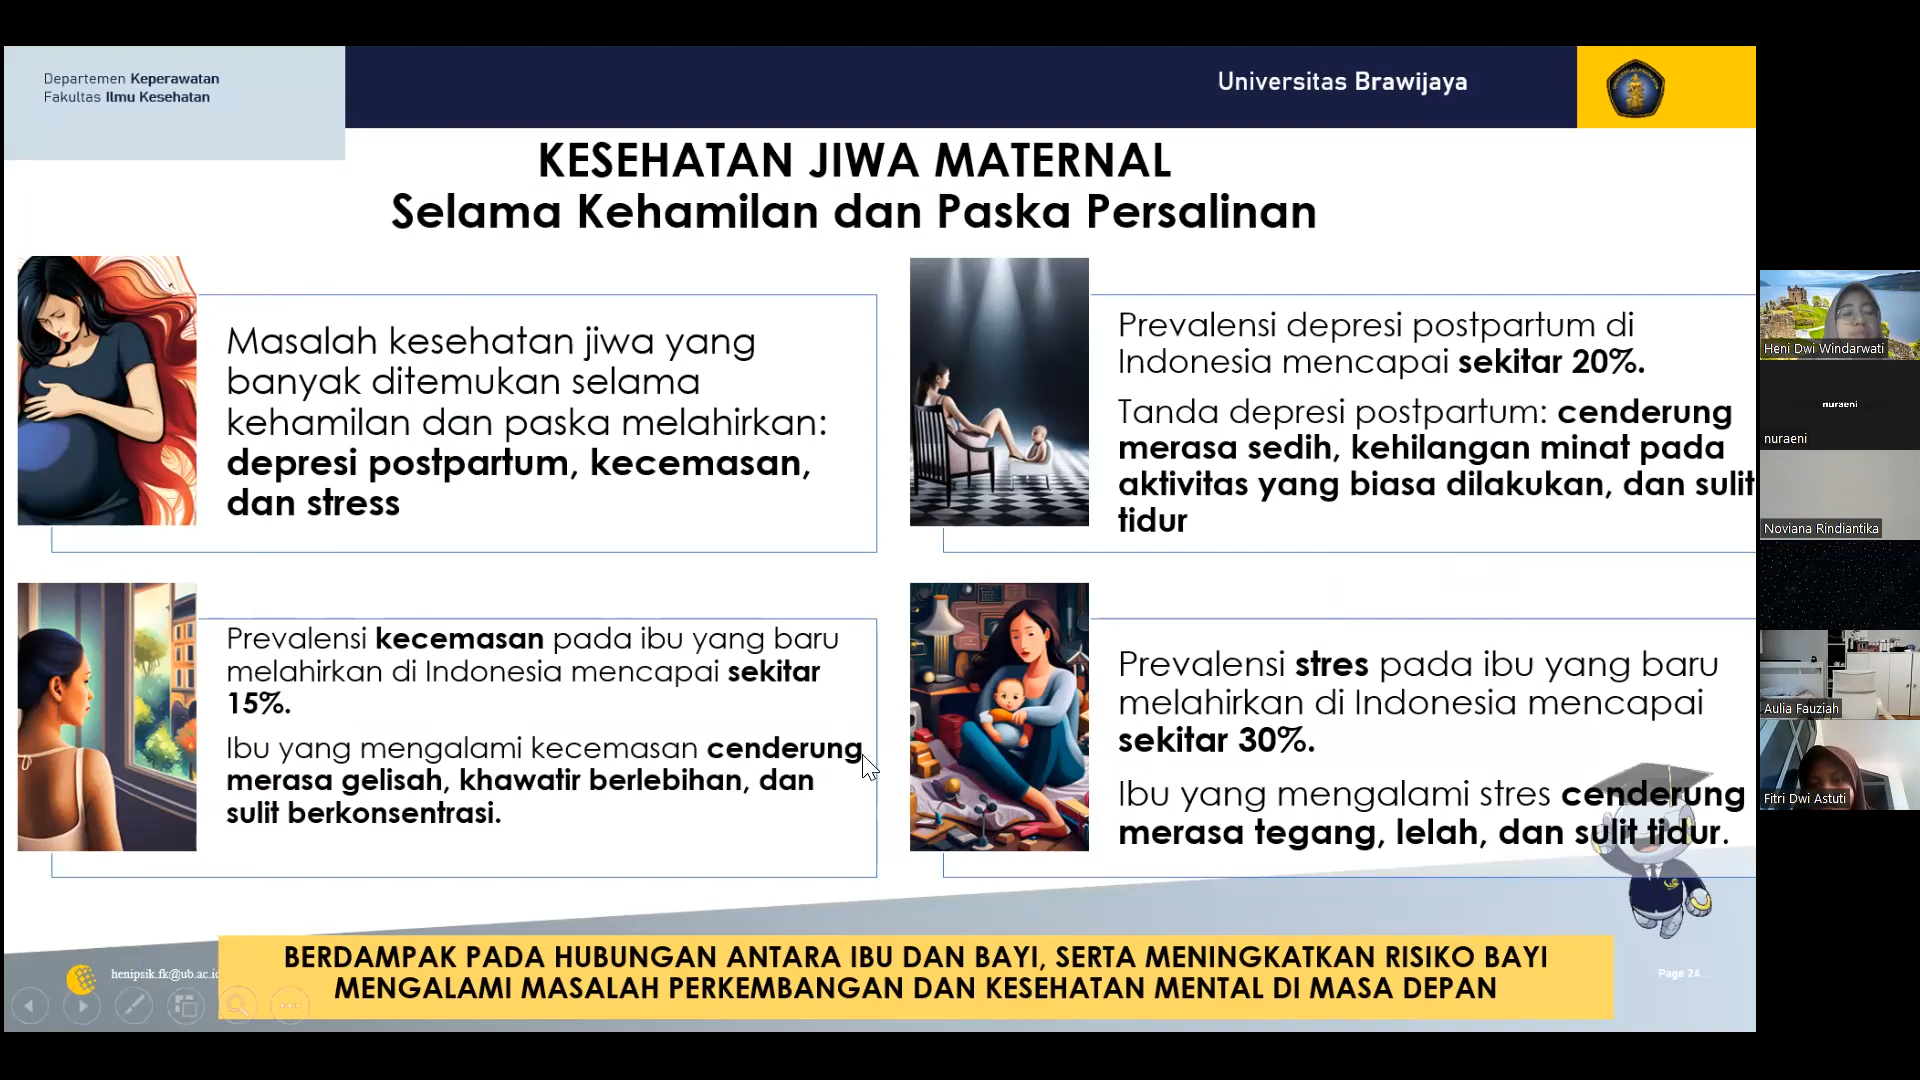 Departemen Keperawatan
Fakultas Ilmu Kesehatan
Universitas Brawijaya
KESEHATAN JIWA MATERNAL
Selama Kehamilan dan Paska Persalinan
Masalah kesehatan jiwa yang
banyak ditemukan selama
kehamilan dan paska melahirkan:
depresi postpartum, kecemasan,
dan stress
Prevalensi depresi postpartum di
Indonesia mencapai sekitar 20%.
Tanda depresi postpartum: cenderung
merasa sedih, kehilangan minat pada
aktivitas yang biasa dilakukan, dan sulit
tidur
Prevalensi kecemasan pada ibu yang baru
melahirkan di Indonesia mencapai sekitar
15%.
Ibu yang mengalami kecemasan cenderung
merasa gelisah, khawatir berlebihan, dan
sulit berkonsentrasi.
Prevalensi stres pada ibu yang baru
melahirkan di Indonesia mencapai
sekitar 30%.
Ibu yang mengalami stres cenderung
merasa tegang, lelah, dan sulit tidur.
BERDAMPAK PADA HUBUNGAN ANTARA IBU DAN BAYI, SERTA MENINGKATKAN RISIKO BAYI
MENGALAMI MASALAH PERKEMBANGAN DAN KESEHATAN MENTAL DI MASA DEPAN
henipsik.fk@ub.ac.id
Page 24
Heni Dwi Windarwati
nuraeni
nuraeni
Noviana Rindiantika
Aulia Fauziah
Fitri Dwi Astuti